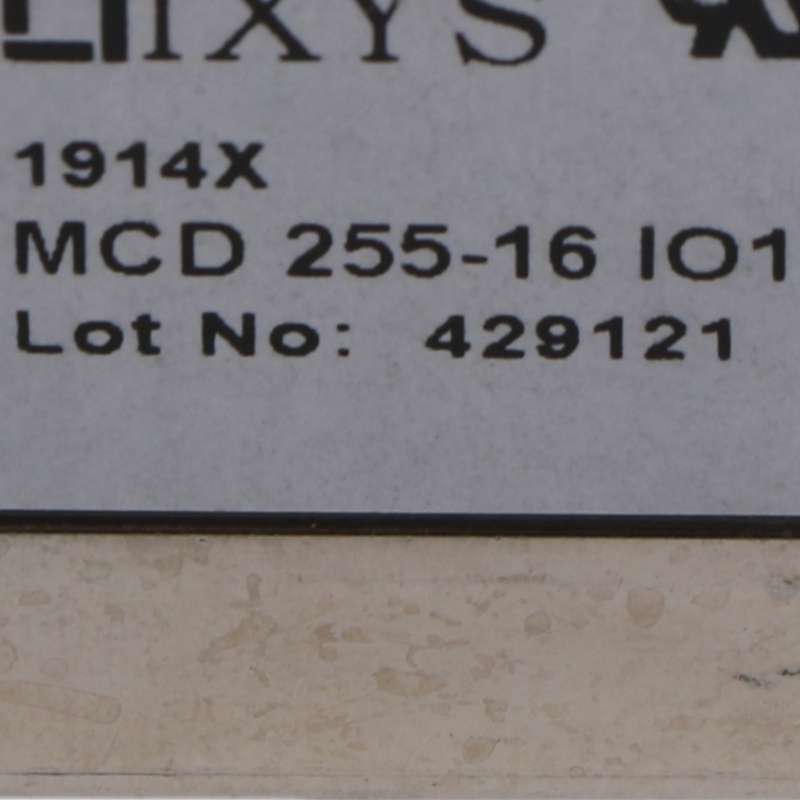 IXYS
1914X
MCD 255-16 IO1
Lot No: 429121